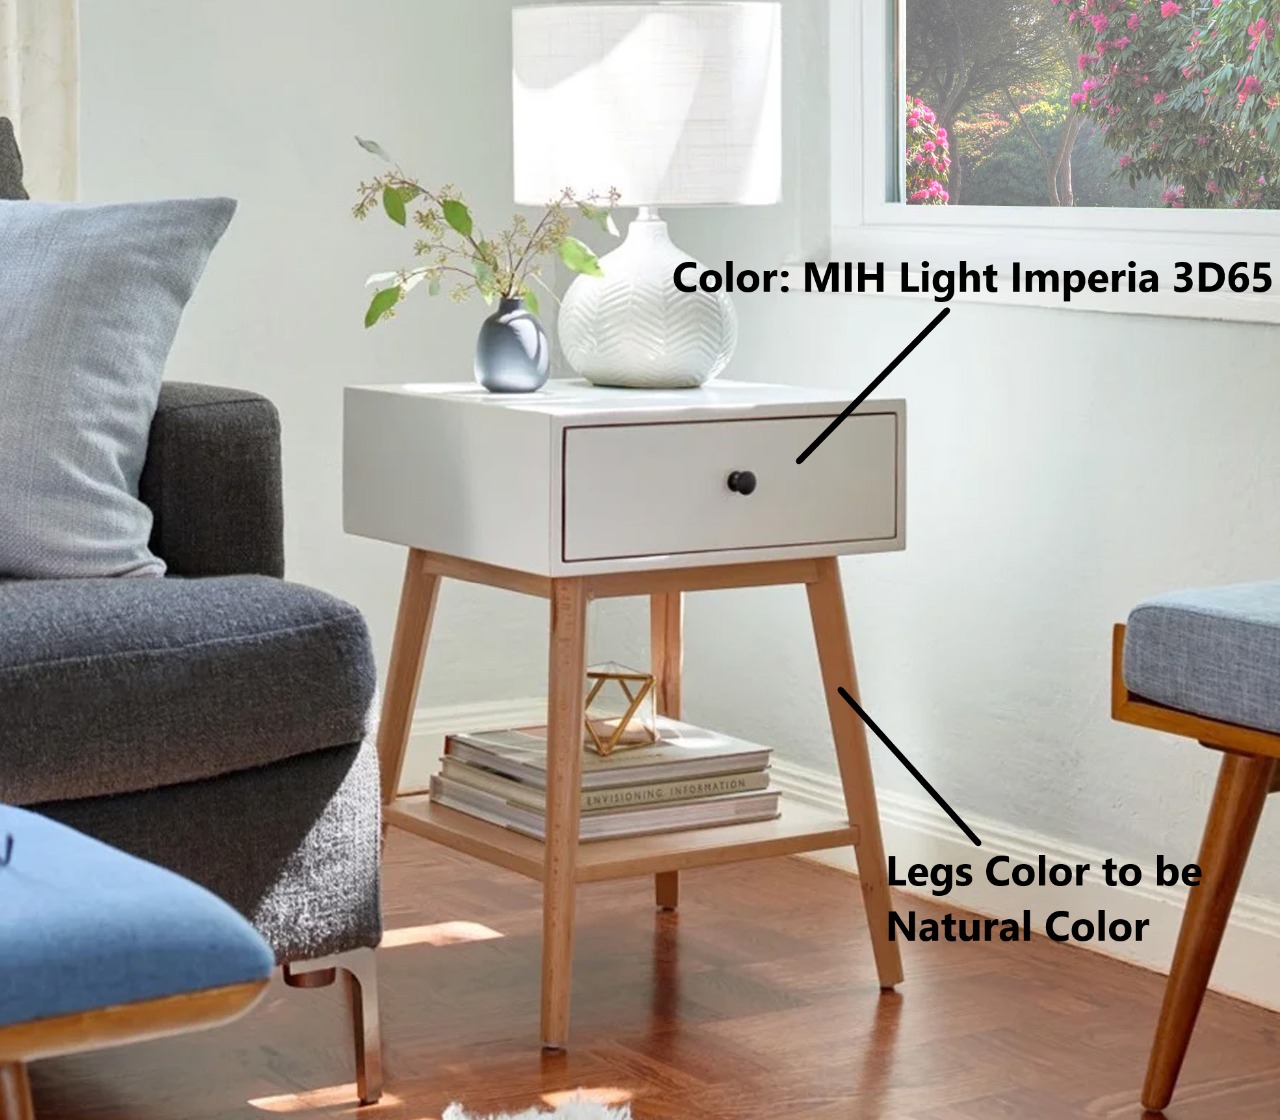 Color: MIH Light Imperia 3D65
ENVISIONING INFORMATION
Legs Color to be
Natural Color